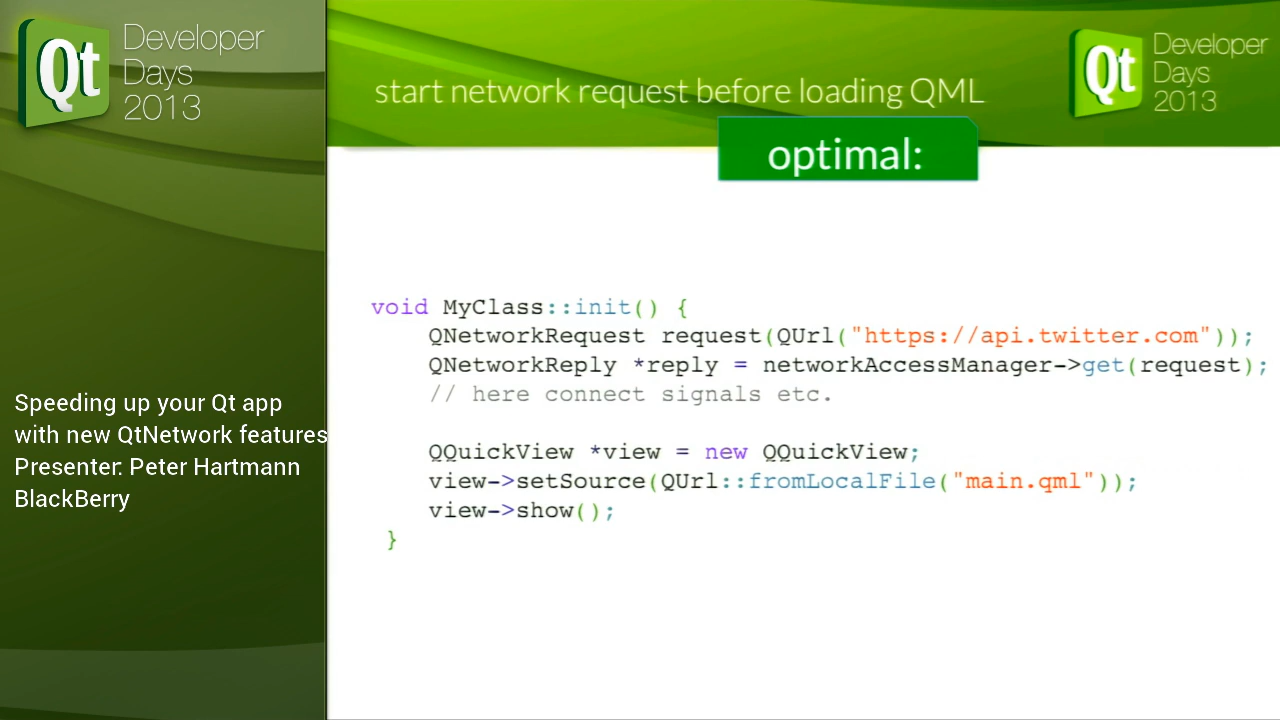 Qt Developer
Days
2013
Speeding up your Qt app
with new QtNetwork features
Presenter: Peter Hartmann
BlackBerry
start network request before loading QML
Qt Developer
Days
2013
optimal:
void MyClass::init() {
    QNetworkRequest request(QUrl("https://api.twitter.com"));
    QNetworkReply *reply = networkAccessManager->get(request);
    // here connect signals etc.
    QQuickView *view = new QQuickView;
    view->setSource(QUrl::fromLocalFile("main.qml"));
    view->show();
}